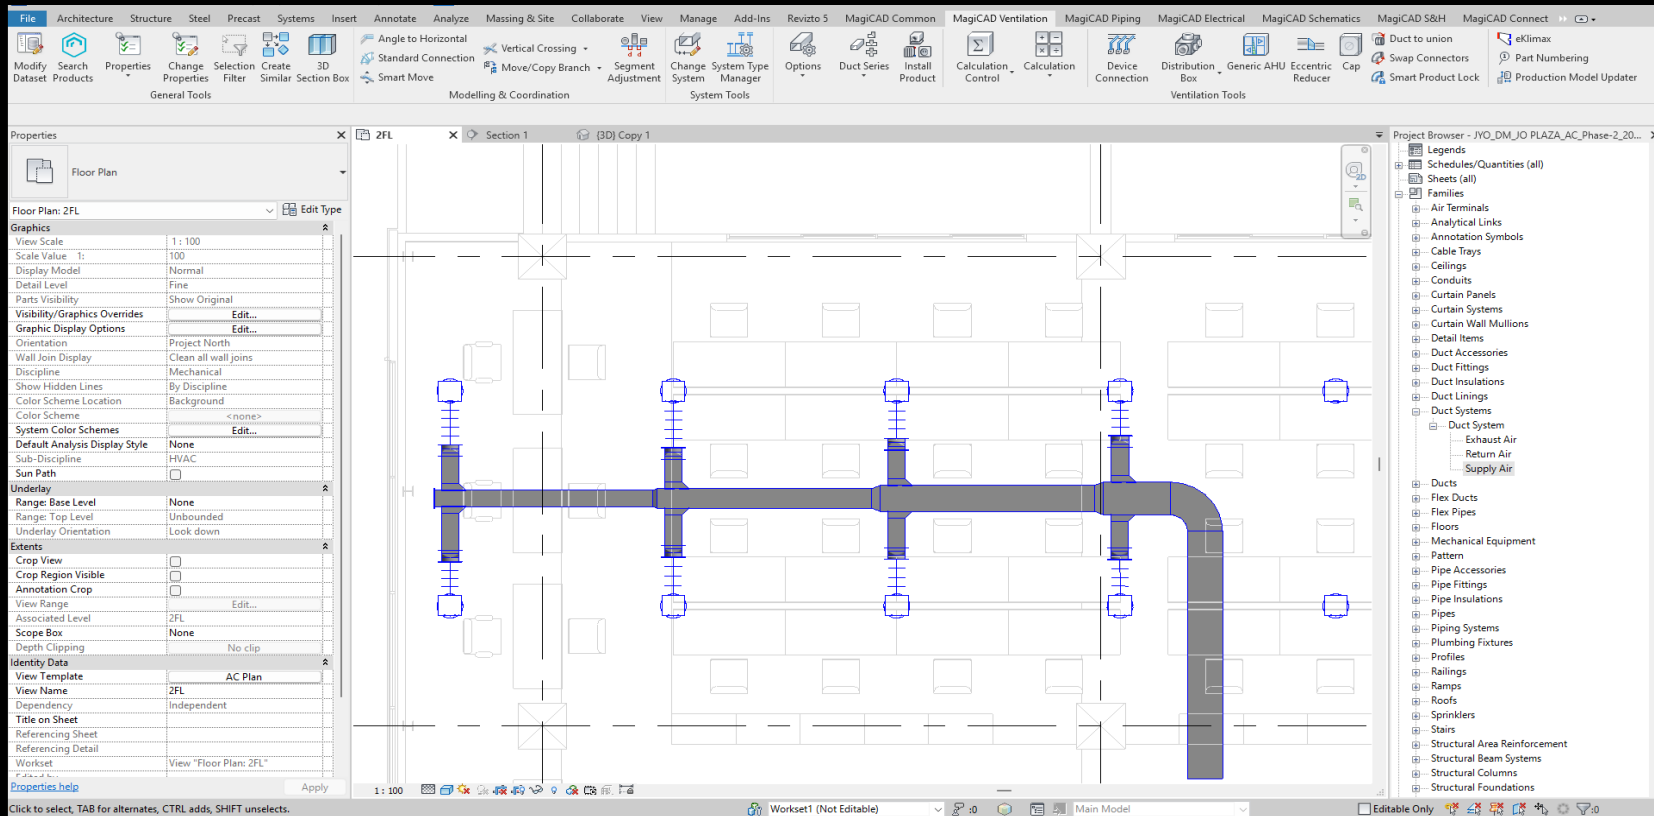 File Architecture Structure Steel Precast Systems Insert Annotate Analyze Massing & Site Collaborate View Manage Add-Ins Revizto 5 MagiCAD Common MagiCAD Ventilation MagiCAD Piping MagiCAD Electrical MagiCAD Schematics MagiCAD S&H MagiCAD Connect
Modify Dataset
Search Products
Properties
Change Properties
Selection Filter
Create Similar
3D Section Box
General Tools
Angle to Horizontal
Standard Connection
Smart Move
Vertical Crossing
Move/Copy Branch
Segment Adjustment
Modelling & Coordination
Change System
System Type Manager
System Tools
Options
Duct Series
Install Product
Calculation Control
Calculation
Device Connection
Distribution Box
Generic AHU
Eccentric Reducer
Cap
Duct to union
Swap Connectors
Smart Product Lock
eKlimax
Part Numbering
Production Model Updater
Ventilation Tools
Properties
Floor Plan
Floor Plan: 2FL Edit Type
Graphics
View Scale 1 : 100
Scale Value 1: 100
Display Model Normal
Detail Level Fine
Parts Visibility Show Original
Visibility/Graphics Overrides Edit...
Graphic Display Options Edit...
Orientation Project North
Wall Join Display Clean all wall joins
Discipline Mechanical
Show Hidden Lines By Discipline
Color Scheme Location Background
Color Scheme <none>
System Color Schemes Edit...
Default Analysis Display Style None
Sub-Discipline HVAC
Sun Path
Underlay
Range: Base Level None
Range: Top Level Unbounded
Underlay Orientation Look down
Extents
Crop View
Crop Region Visible
Annotation Crop
View Range Edit...
Associated Level 2FL
Scope Box None
Depth Clipping No clip
Identity Data
View Template AC Plan
View Name 2FL
Dependency Independent
Title on Sheet
Referencing Sheet
Referencing Detail
Workset View "Floor Plan: 2FL"
Properties help Apply
2FL Section 1 {3D} Copy 1
2D
1 : 100
Project Browser - JYO_DM_JO PLAZA_AC_Phase-2_20...
Legends
Schedules/Quantities (all)
Sheets (all)
Families
Air Terminals
Analytical Links
Annotation Symbols
Cable Trays
Ceilings
Conduits
Curtain Panels
Curtain Systems
Curtain Wall Mullions
Detail Items
Duct Accessories
Duct Fittings
Duct Insulations
Duct Linings
Duct Systems
Duct System
Exhaust Air
Return Air
Supply Air
Ducts
Flex Ducts
Flex Pipes
Floors
Mechanical Equipment
Pattern
Pipe Accessories
Pipe Fittings
Pipe Insulations
Pipes
Piping Systems
Plumbing Fixtures
Profiles
Railings
Ramps
Roofs
Sprinklers
Stairs
Structural Area Reinforcement
Structural Beam Systems
Structural Columns
Structural Foundations
Click to select, TAB for alternates, CTRL adds, SHIFT unselects. Workset1 (Not Editable) :0 Main Model Editable Only :0